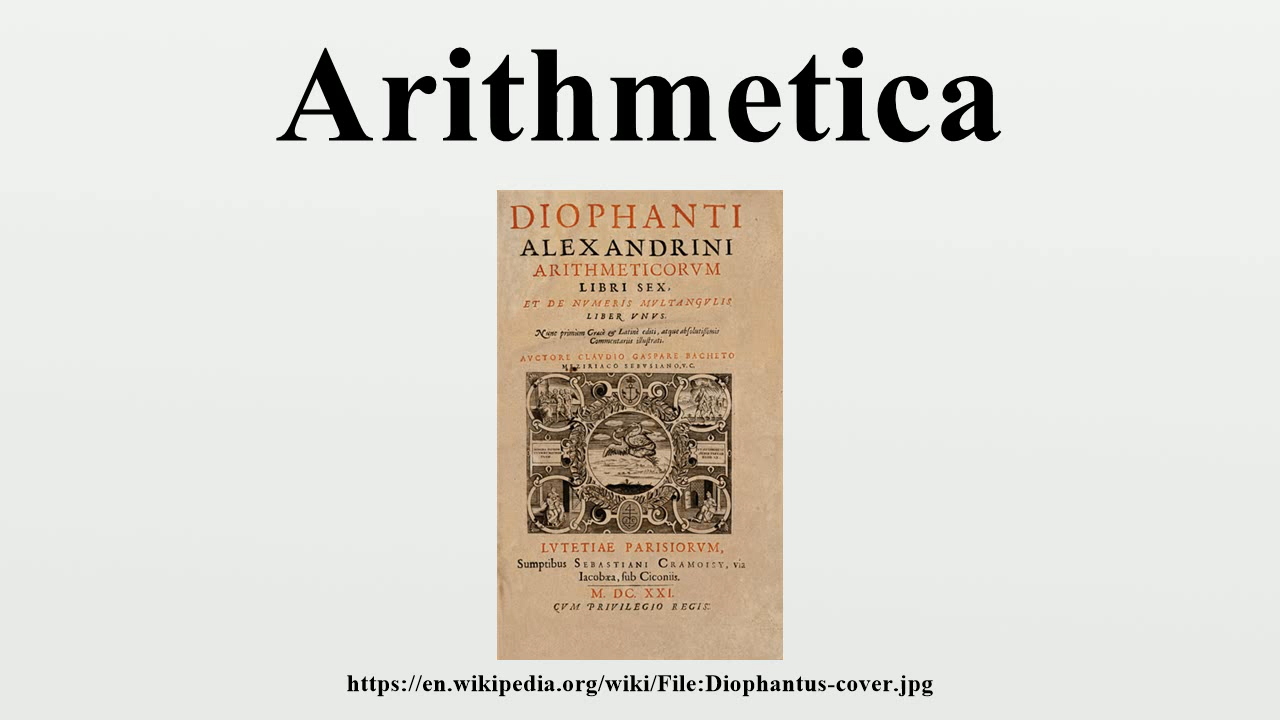 Arithmetica
DIOPHANTI
ALEXANDRINI
ARITHMETICORVM
LIBRI SEX,
ET DE NVMERIS MVLTANGVLIS
LIBER VNVS.
Nunc primùm Græcè & Latinè editi, atque absolutissimis
Commentariis illustrati.
AVCTORE CLAVDIO GASPARE BACHETO
MEZIRIACO SEBVSIANO, V.C.
LVTETIAE PARISIORVM,
Sumptibus SEBASTIANI CRAMOISY, via
Iacobæa, sub Ciconiis.
M. DC. XXI.
CVM PRIVILEGIO REGIS.
https://en.wikipedia.org/wiki/File:Diophantus-cover.jpg